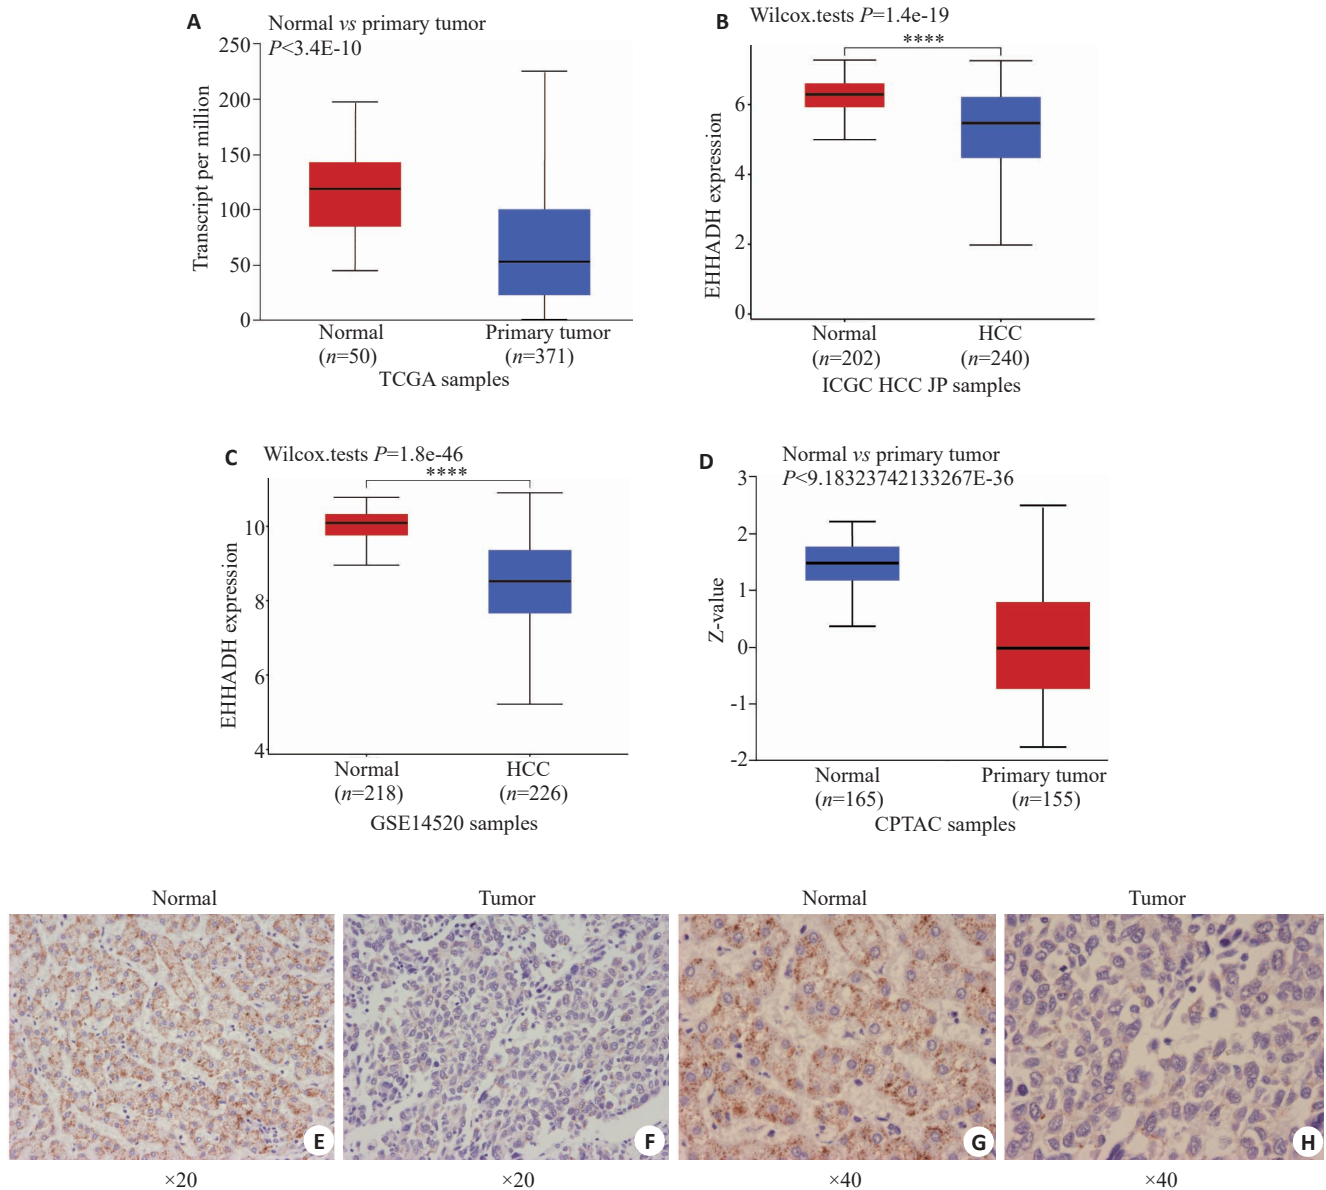 A
Normal vs primary tumor
P<3.4E-10
Transcript per million
250
200
150
100
50
0
Normal
Primary tumor
(n=50)
(n=371)
TCGA samples
B
Wilcox.tests P=1.4e-19
****
EHHADH expression
6
4
2
0
Normal
HCC
(n=202)
(n=240)
ICGC HCC JP samples
C
Wilcox.tests P=1.8e-46
****
EHHADH expression
10
8
6
4
Normal
HCC
(n=218)
(n=226)
GSE14520 samples
D
Normal vs primary tumor
P<9.18323742133267E-36
Z-value
3
2
1
0
-1
-2
Normal
Primary tumor
(n=165)
(n=155)
CPTAC samples
Normal
Tumor
Normal
Tumor
E
F
G
H
×20
×20
×40
×40